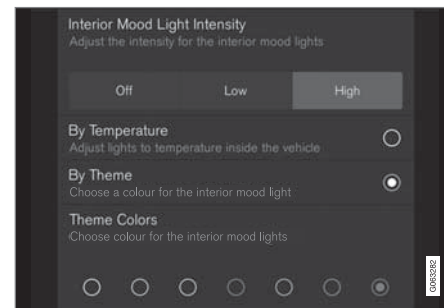 Interior Mood Light Intensity
Adjust the intensity for the interior mood lights
Off Low High
By Temperature
Adjust lights to temperature inside the vehicle
By Theme
Choose a colour for the interior mood light
Theme Colors
Choose colour for the interior mood lights
G063282